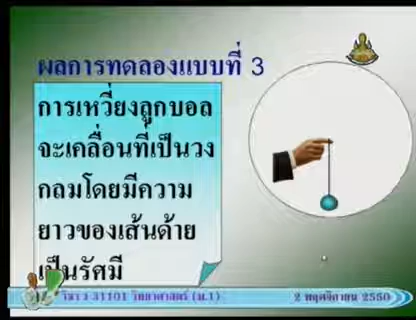 ผลการทดลองแบบที่ 3
การเหวี่ยงลูกบอล
จะเคลื่อนที่เป็นวง
กลมโดยมีความ
ยาวของเส้นด้าย
เป็นรัศมี
ว 31101 วิทยาศาสตร์ (ม.1)
2 พฤศจิกายน 2550